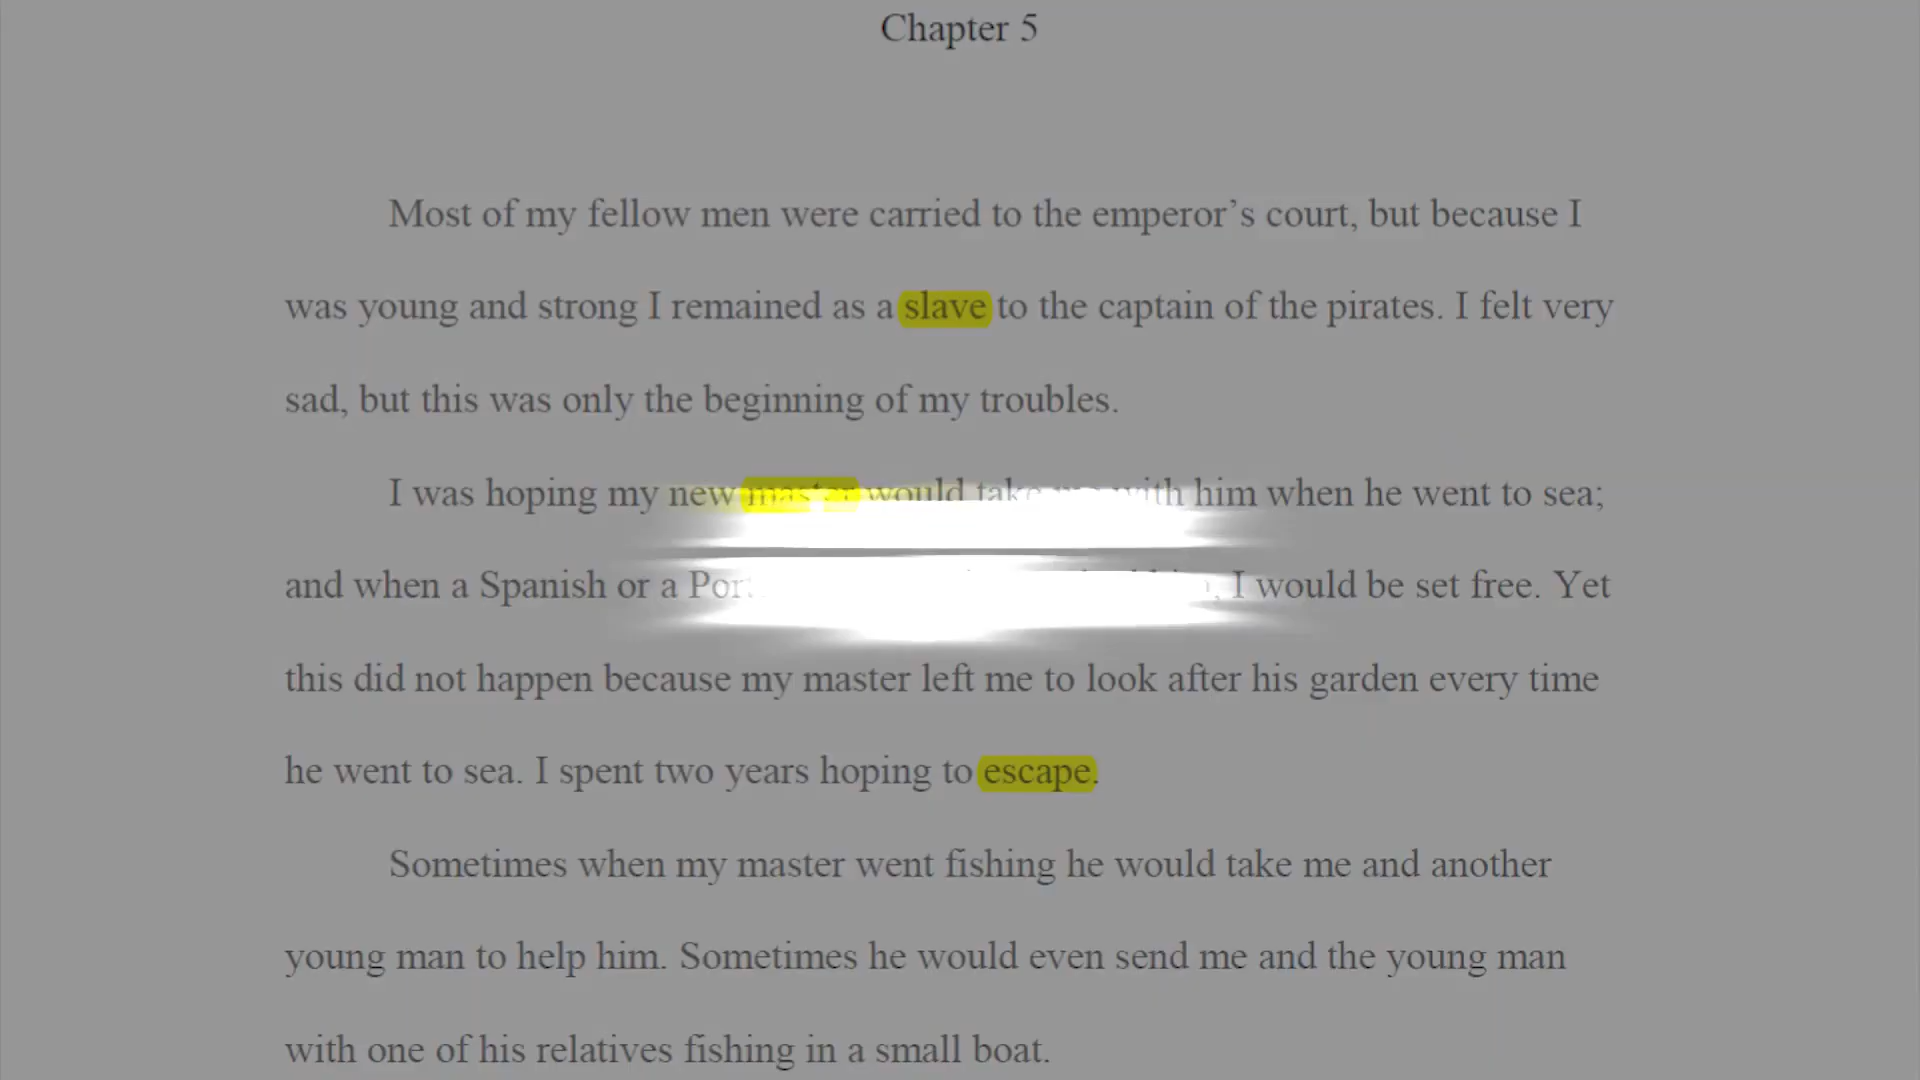 Chapter 5
Most of my fellow men were carried to the emperor’s court, but because I
was young and strong I remained as a slave to the captain of the pirates. I felt very
sad, but this was only the beginning of my troubles.
I was hoping my new master would take me with him when he went to sea;
and when a Spanish or a I would be set free. Yet
this did not happen because my master left me to look after his garden every time
he went to sea. I spent two years hoping to escape.
Sometimes when my master went fishing he would take me and another
young man to help him. Sometimes he would even send me and the young man
with one of his relatives fishing in a small boat.